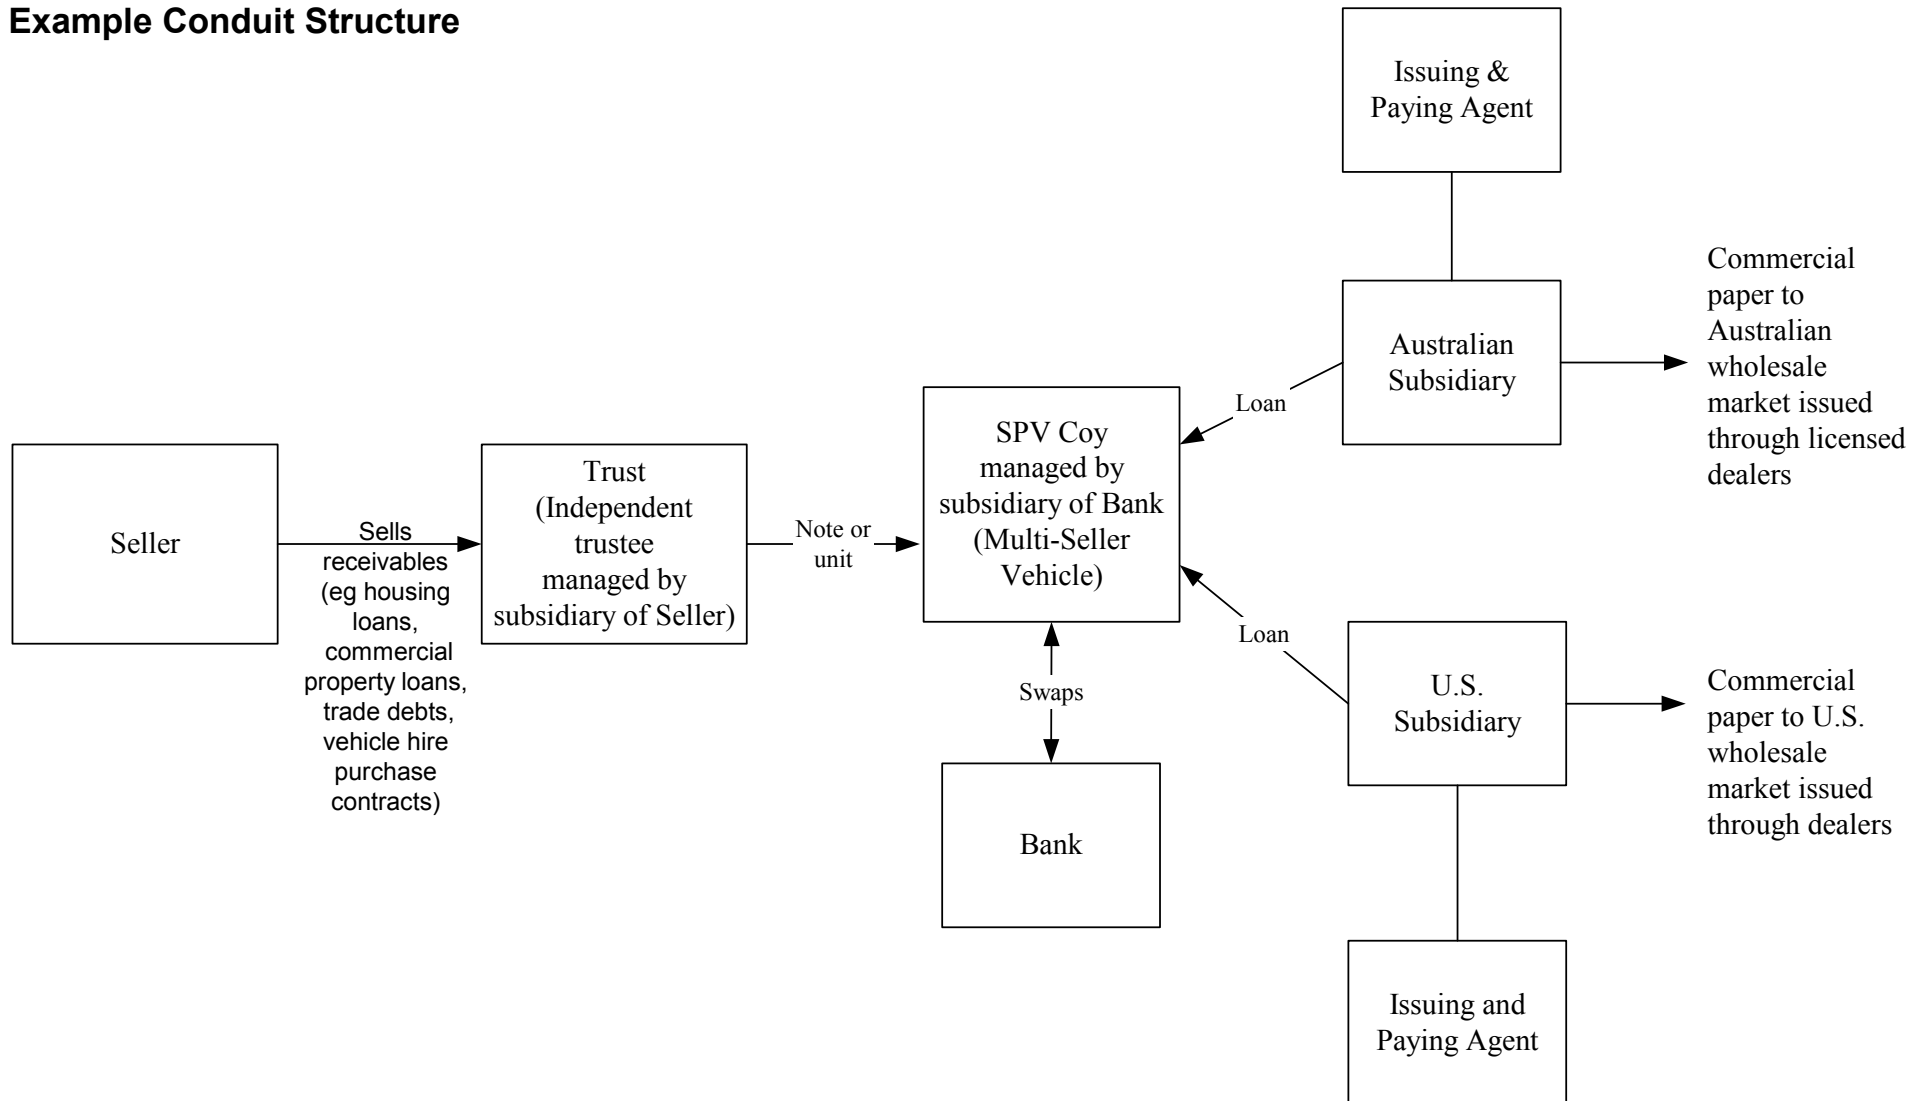 Example Conduit Structure
Issuing &
Paying Agent
Australian
Subsidiary
Commercial
paper to
Australian
wholesale
market issued
through licensed
dealers
Loan
Seller
Sells
receivables
(eg housing
loans,
commercial
property loans,
trade debts,
vehicle hire
purchase
contracts)
Trust
(Independent
trustee
managed by
subsidiary of Seller)
Note or
unit
SPV Coy
managed by
subsidiary of Bank
(Multi-Seller
Vehicle)
Loan
Swaps
Bank
U.S.
Subsidiary
Commercial
paper to U.S.
wholesale
market issued
through dealers
Issuing and
Paying Agent